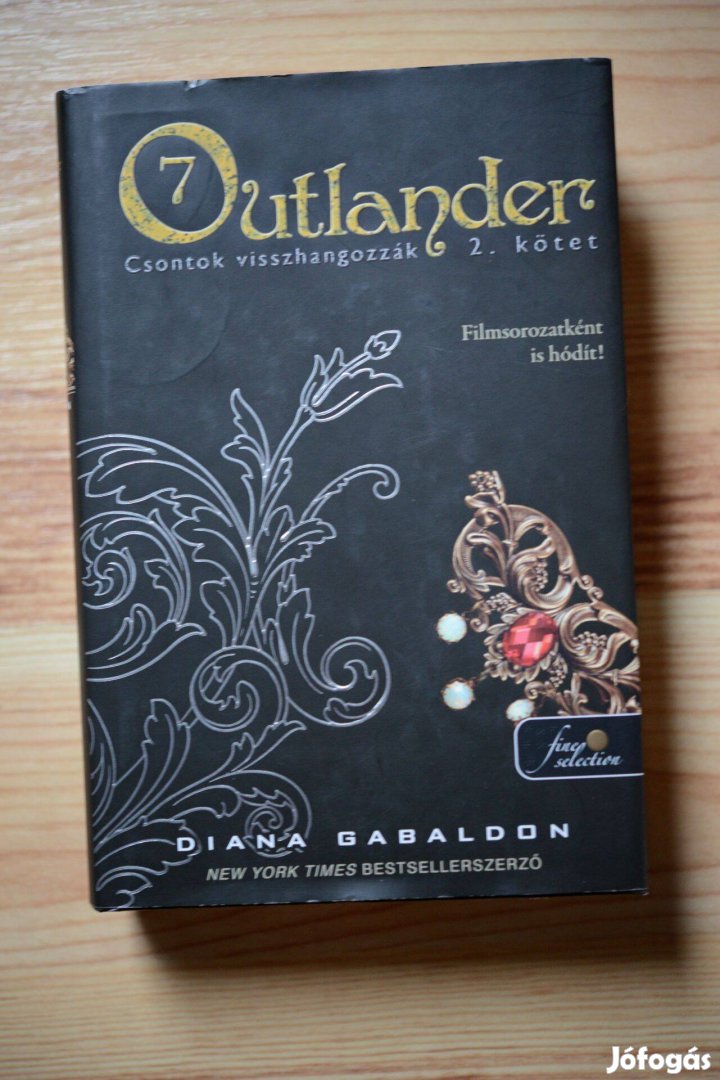 7
Outlander
Csontok visszhangozzák 2. kötet
Filmsorozatként
is hódít!
fine
selection
DIANA GABALDON
NEW YORK TIMES BESTSELLERSZERZŐ
Jófogás